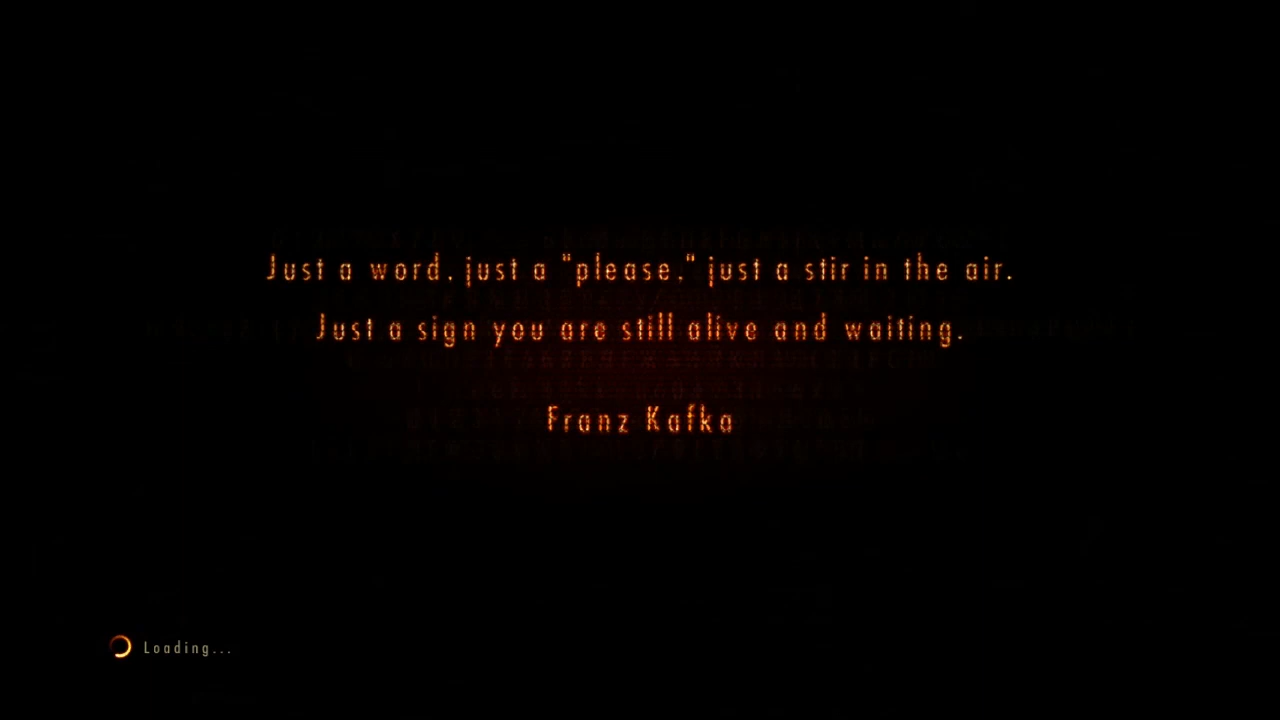 Just a word, just a "please," just a stir in the air.
Just a sign you are still alive and waiting.
Franz Kafka
Loading...